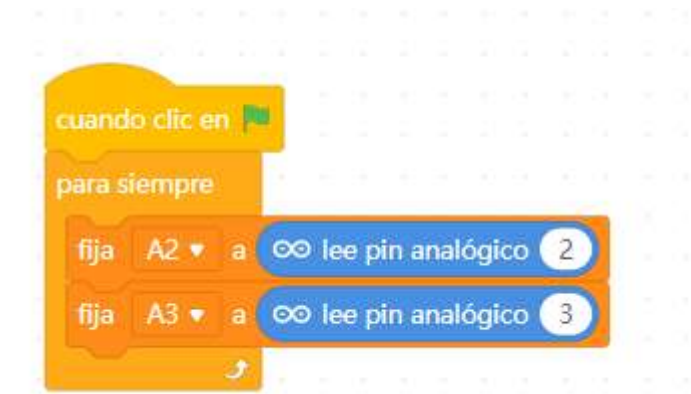 cuando clic en
para siempre
fija A2 a lee pin analógico 2
fija A3 a lee pin analógico 3